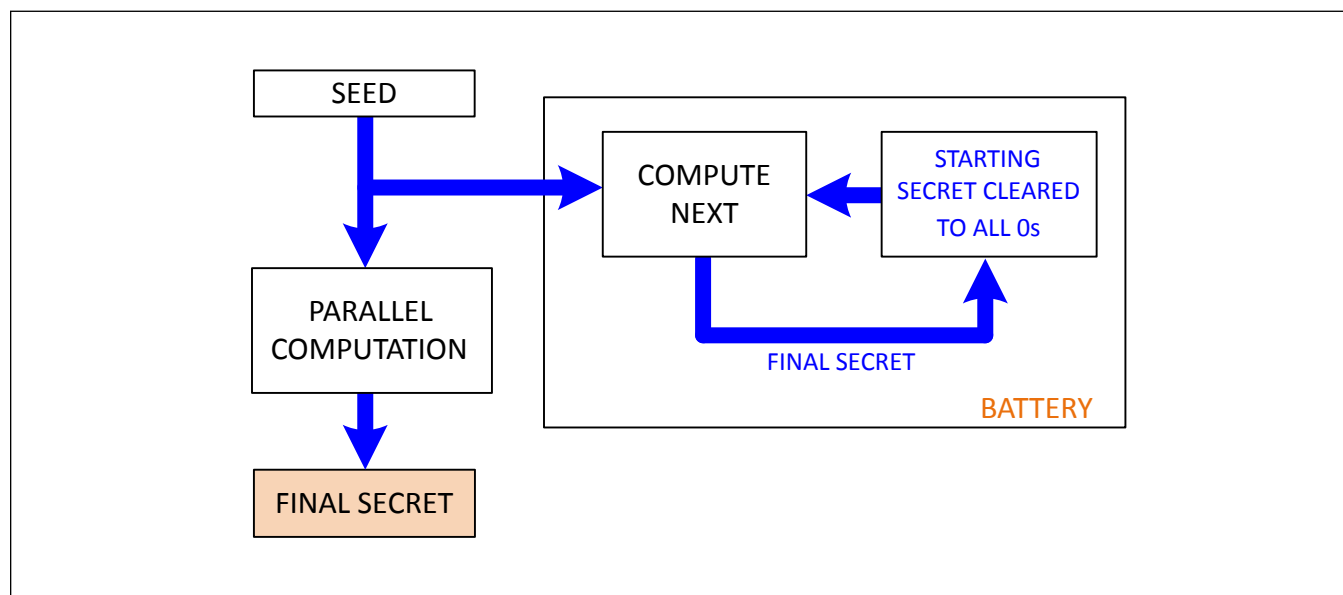 SEED
COMPUTE
NEXT
STARTING
SECRET CLEARED
TO ALL 0s
PARALLEL
COMPUTATION
FINAL SECRET
BATTERY
FINAL SECRET